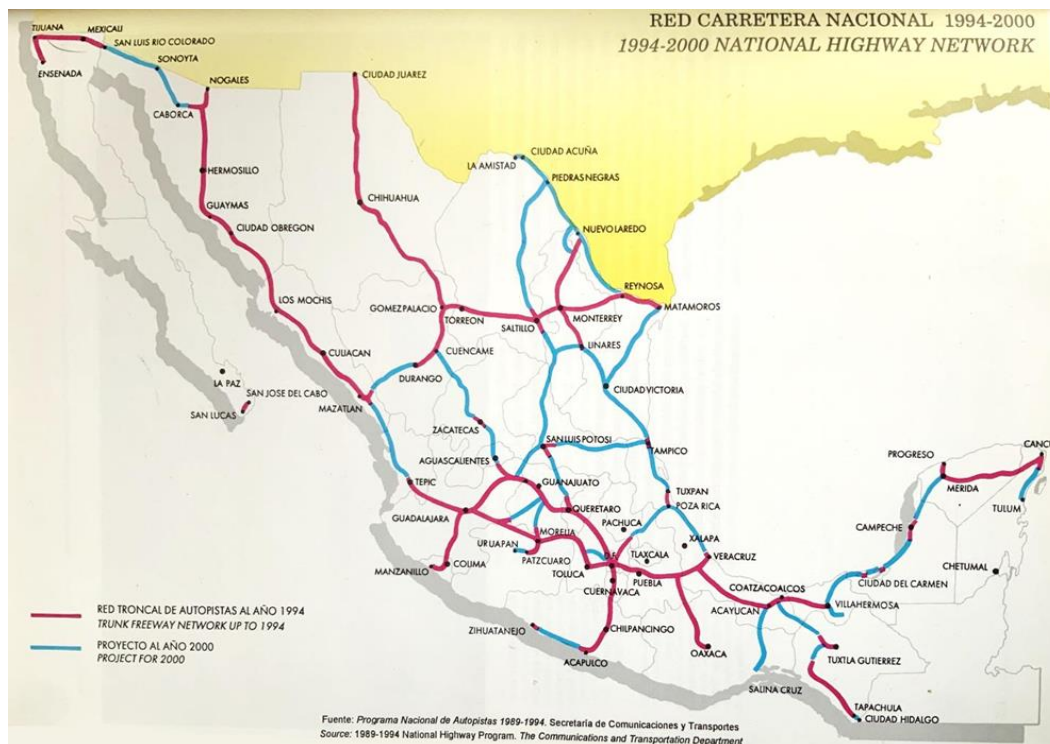 RED CARRETERA NACIONAL 1994-2000
1994-2000 NATIONAL HIGHWAY NETWORK
TIJUANA
MEXICALI
SAN LUIS RIO COLORADO
SONOYTA
ENSENADA
NOGALES
CABORCA
CIUDAD JUAREZ
CIUDAD ACUÑA
LA AMISTAD
PIEDRAS NEGRAS
HERMOSILLO
CHIHUAHUA
GUAYMAS
CIUDAD OBREGON
NUEVO LAREDO
REYNOSA
LOS MOCHIS
GOMEZ PALACIO
TORREON
SALTILLO
MONTERREY
MATAMOROS
CULIACAN
CUENCAME
LINARES
DURANGO
LA PAZ
SAN JOSE DEL CABO
SAN LUCAS
MAZATLAN
CIUDAD VICTORIA
ZACATECAS
SAN LUIS POTOSI
TAMPICO
AGUASCALIENTES
PROGRESO
CANCU
TEPIC
GUANAJUATO
TUXPAN
MERIDA
GUADALAJARA
QUERETARO
POZA RICA
TULUM
PACHUCA
CAMPECHE
MORELIA
URUAPAN
XALAPA
PATZCUARO
D.F.
TLAXCALA
VERACRUZ
MANZANILLO
COLIMA
TOLUCA
PUEBLA
CHETUMAL
CUERNAVACA
COATZACOALCOS
CIUDAD DEL CARMEN
ACAYUCAN
VILLAHERMOSA
RED TRONCAL DE AUTOPISTAS AL AÑO 1994
TRUNK FREEWAY NETWORK UP TO 1994
ZIHUATANEJO
CHILPANCINGO
PROYECTO AL AÑO 2000
PROJECT FOR 2000
OAXACA
TUXTLA GUTIERREZ
ACAPULCO
SALINA CRUZ
TAPACHULA
CIUDAD HIDALGO
Fuente: Programa Nacional de Autopistas 1989-1994. Secretaría de Comunicaciones y Transportes
Source: 1989-1994 National Highway Program. The Communications and Transportation Department